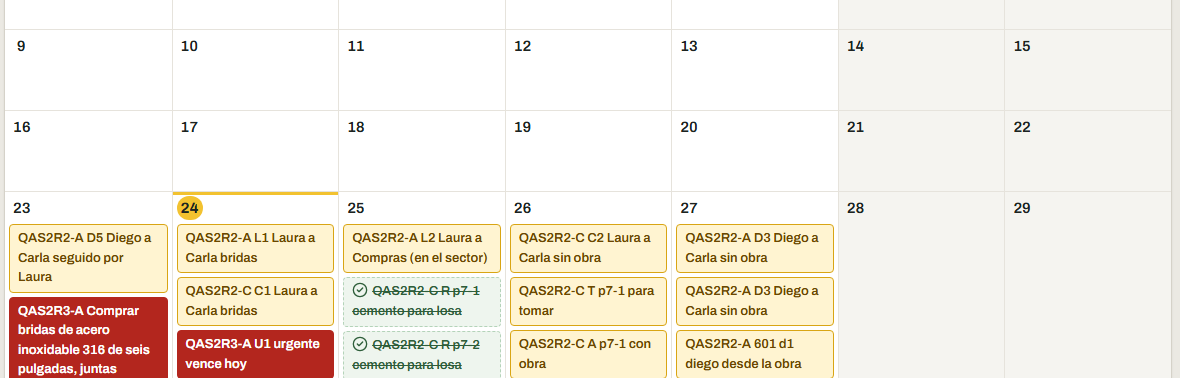 9
10
11
12
13
14
15
16
17
18
19
20
21
22
23
24
25
26
27
28
29
QAS2R2-A D5 Diego a
Carla seguido por
Laura
QAS2R3-A Comprar
bridas de acero
inoxidable 316 de seis
pulgadas, juntas
QAS2R2-A L1 Laura a
Carla bridas
QAS2R2-C C1 Laura a
Carla bridas
QAS2R3-A U1 urgente
vence hoy
QAS2R2-A L2 Laura a
Compras (en el sector)
QAS2R2-C R p7-1
cemento para losa
QAS2R2-C R p7-2
cemento para losa
QAS2R2-C C2 Laura a
Carla sin obra
QAS2R2-C T p7-1 para
tomar
QAS2R2-C A p7-1 con
obra
QAS2R2-A D3 Diego a
Carla sin obra
QAS2R2-A D3 Diego a
Carla sin obra
QAS2R2-A 601 d1
diego desde la obra